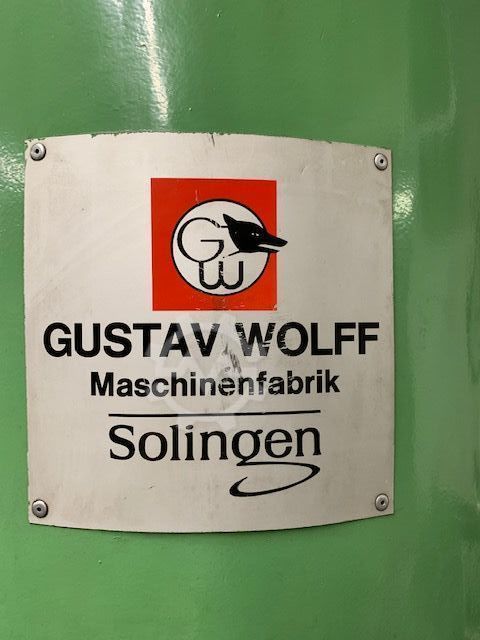 GW
GUSTAV WOLFF
Maschinenfabrik
Solingen